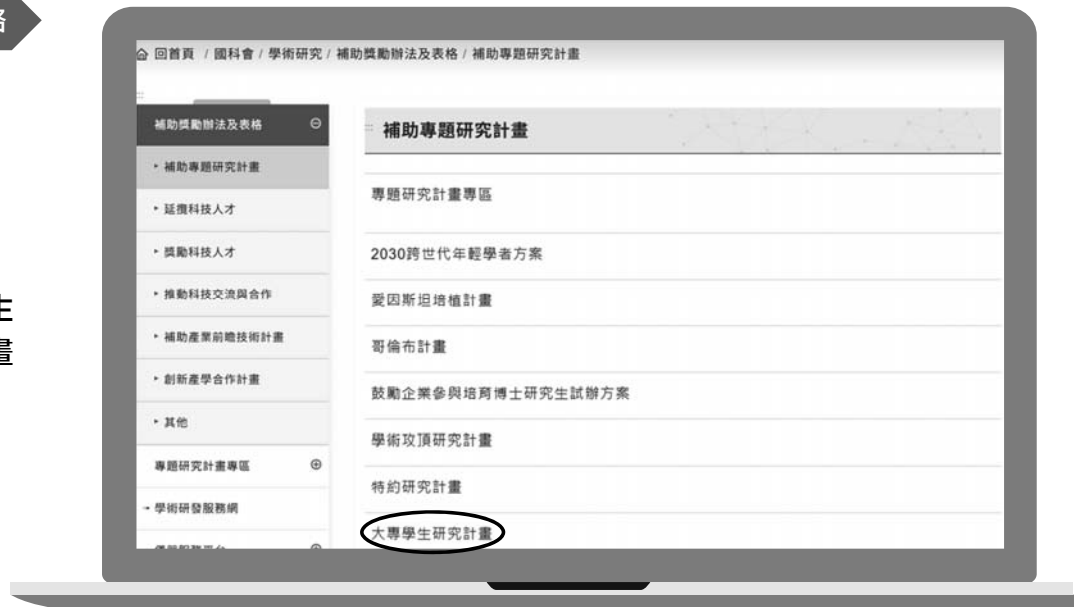 格
生
畫
回首頁 / 國科會 / 學術研究 / 補助獎勵辦法及表格 / 補助專題研究計畫
補助獎勵辦法及表格
補助專題研究計畫
延攬科技人才
獎勵科技人才
推動科技交流與合作
補助產業前瞻技術計畫
創新產學合作計畫
其他
專題研究計畫專區
學術研發服務網
補助專題研究計畫
專題研究計畫專區
2030跨世代年輕學者方案
愛因斯坦培植計畫
哥倫布計畫
鼓勵企業參與培育博士研究生試辦方案
學術攻頂研究計畫
特約研究計畫
大專學生研究計畫